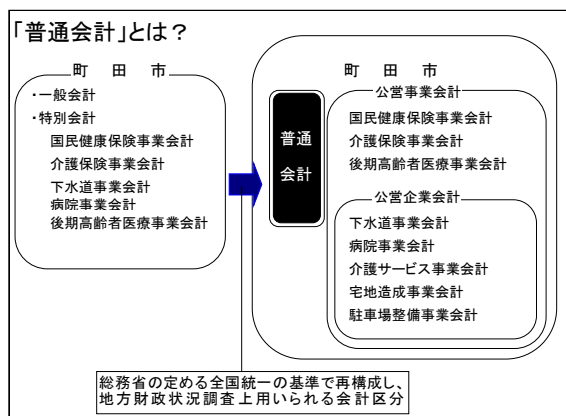 「普通会計」とは？
町 田 市
・一般会計
・特別会計
国民健康保険事業会計
介護保険事業会計
下水道事業会計
病院事業会計
後期高齢者医療事業会計
町 田 市
普通
会計
公営事業会計
国民健康保険事業会計
介護保険事業会計
後期高齢者医療事業会計
公営企業会計
下水道事業会計
病院事業会計
介護サービス事業会計
宅地造成事業会計
駐車場整備事業会計
総務省の定める全国統一の基準で再構成し、
地方財政状況調査上用いられる会計区分